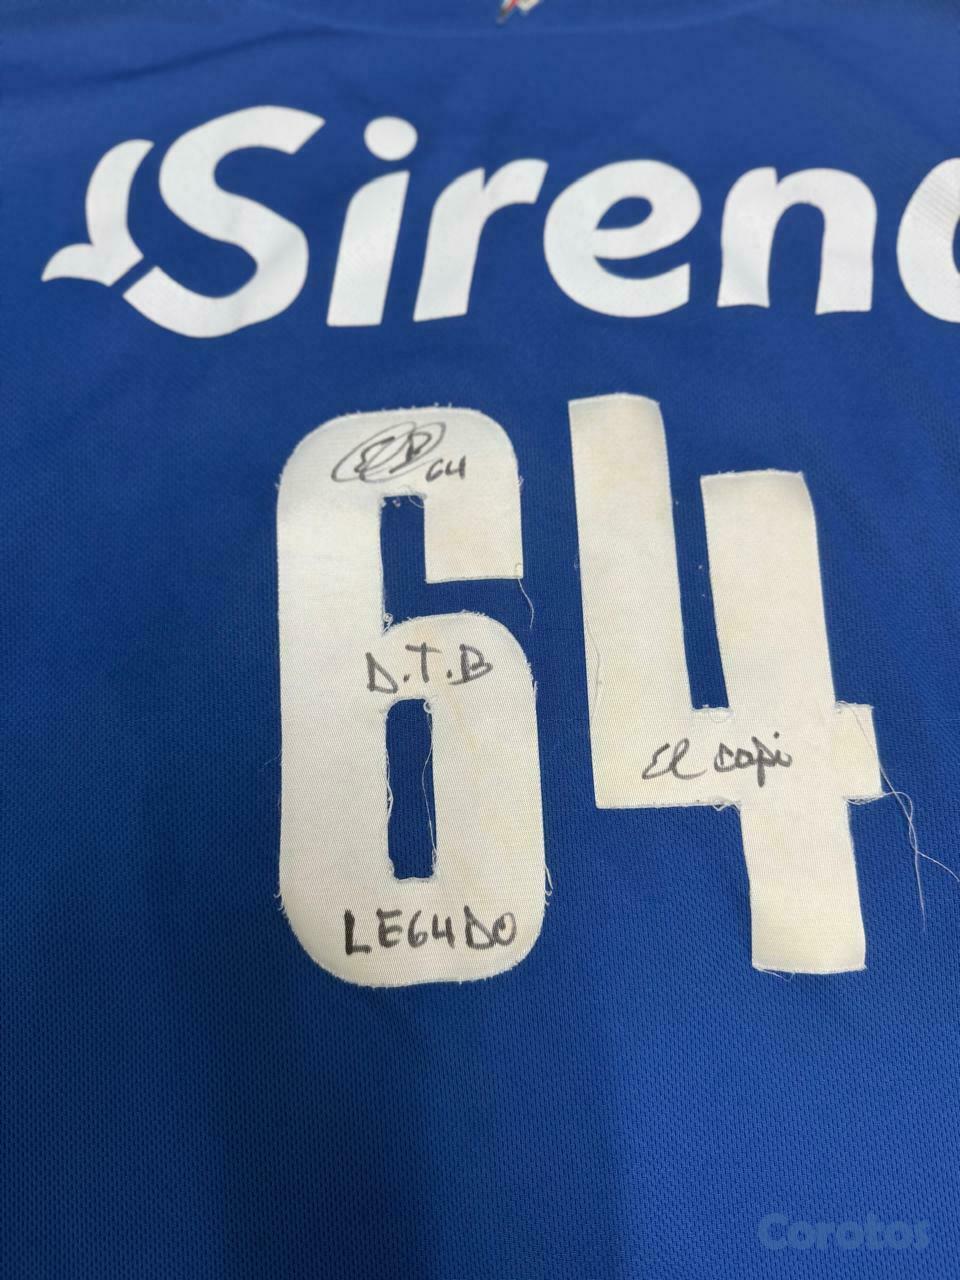 Siren
64
64
D.T.B
El capi
LE64DO
Corotos